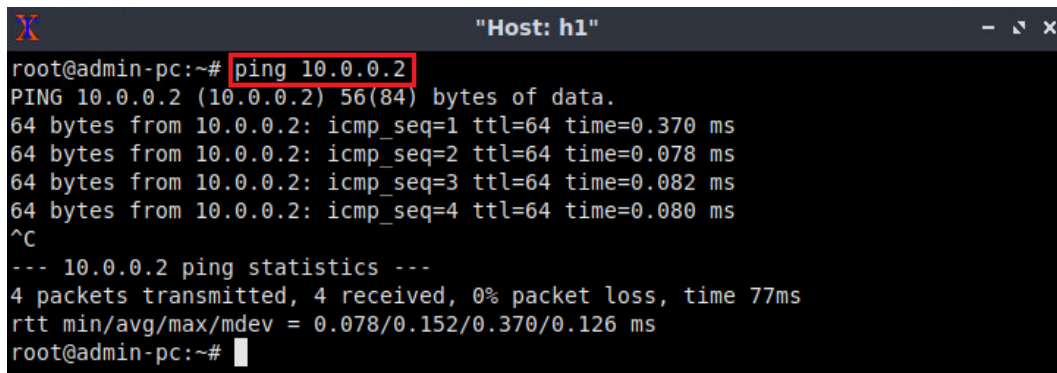 "Host: h1"
root@admin-pc:~# ping 10.0.0.2
PING 10.0.0.2 (10.0.0.2) 56(84) bytes of data.
64 bytes from 10.0.0.2: icmp_seq=1 ttl=64 time=0.370 ms
64 bytes from 10.0.0.2: icmp_seq=2 ttl=64 time=0.078 ms
64 bytes from 10.0.0.2: icmp_seq=3 ttl=64 time=0.082 ms
64 bytes from 10.0.0.2: icmp_seq=4 ttl=64 time=0.080 ms
^C
--- 10.0.0.2 ping statistics ---
4 packets transmitted, 4 received, 0% packet loss, time 77ms
rtt min/avg/max/mdev = 0.078/0.152/0.370/0.126 ms
root@admin-pc:~#